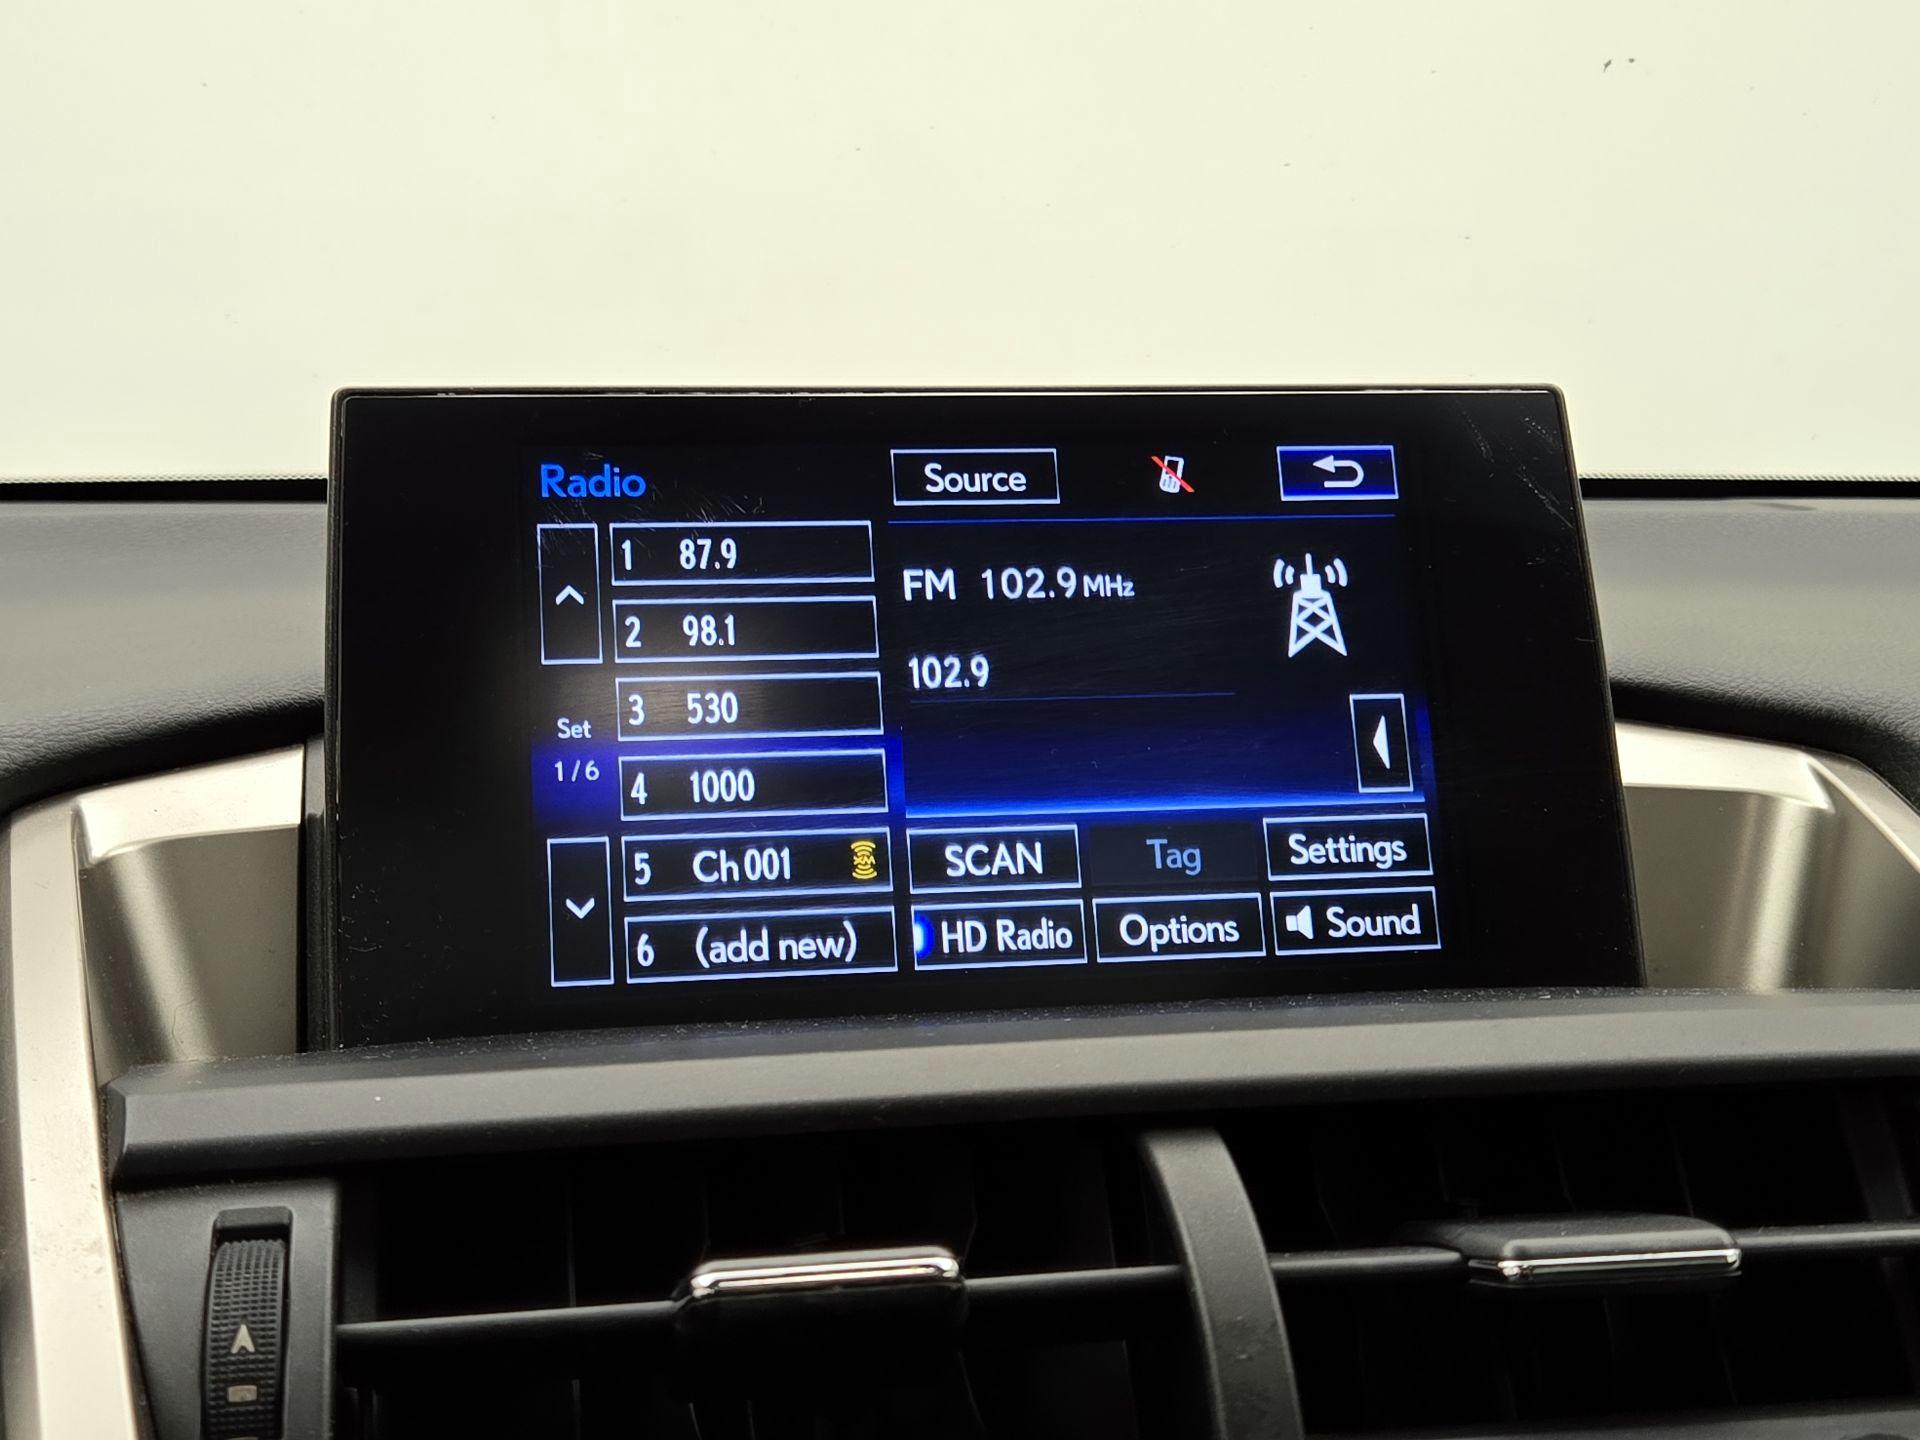 Radio
Source
1 87.9
2 98.1
3 530
4 1000
5 Ch 001 XM
6 (add new)
Set
1/6
FM 102.9 MHz
102.9
SCAN
Tag
Settings
HD Radio
Options
Sound